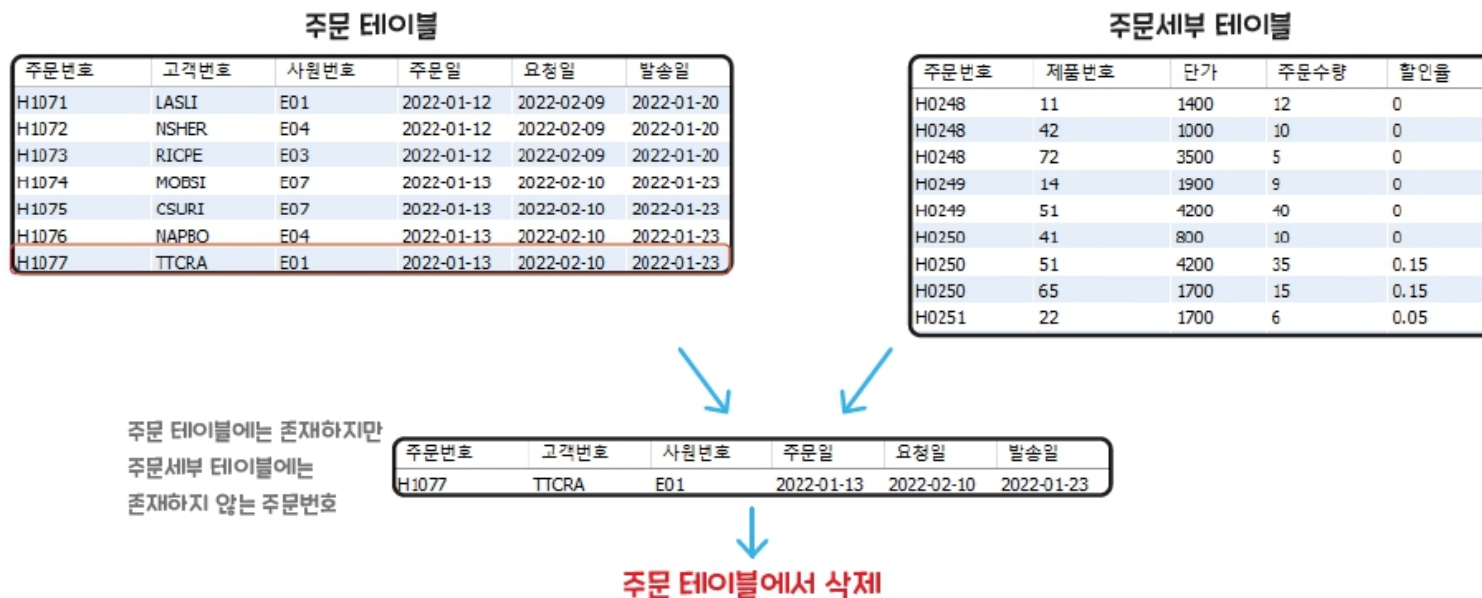 주문 테이블
주문번호 고객번호 사원번호 주문일 요청일 발송일
H1071 LASLI E01 2022-01-12 2022-02-09 2022-01-20
H1072 NSHER E04 2022-01-12 2022-02-09 2022-01-20
H1073 RICPE E03 2022-01-12 2022-02-09 2022-01-20
H1074 MOBSI E07 2022-01-13 2022-02-10 2022-01-23
H1075 CSURI E07 2022-01-13 2022-02-10 2022-01-23
H1076 NAPBO E04 2022-01-13 2022-02-10 2022-01-23
H1077 TTCRA E01 2022-01-13 2022-02-10 2022-01-23
주문세부 테이블
주문번호 제품번호 단가 주문수량 할인율
H0248 11 1400 12 0
H0248 42 1000 10 0
H0248 72 3500 5 0
H0249 14 1900 9 0
H0249 51 4200 40 0
H0250 41 800 10 0
H0250 51 4200 35 0.15
H0250 65 1700 15 0.15
H0251 22 1700 6 0.05
주문 테이블에는 존재하지만
주문세부 테이블에는
존재하지 않는 주문번호
주문번호 고객번호 사원번호 주문일 요청일 발송일
H1077 TTCRA E01 2022-01-13 2022-02-10 2022-01-23
주문 테이블에서 삭제